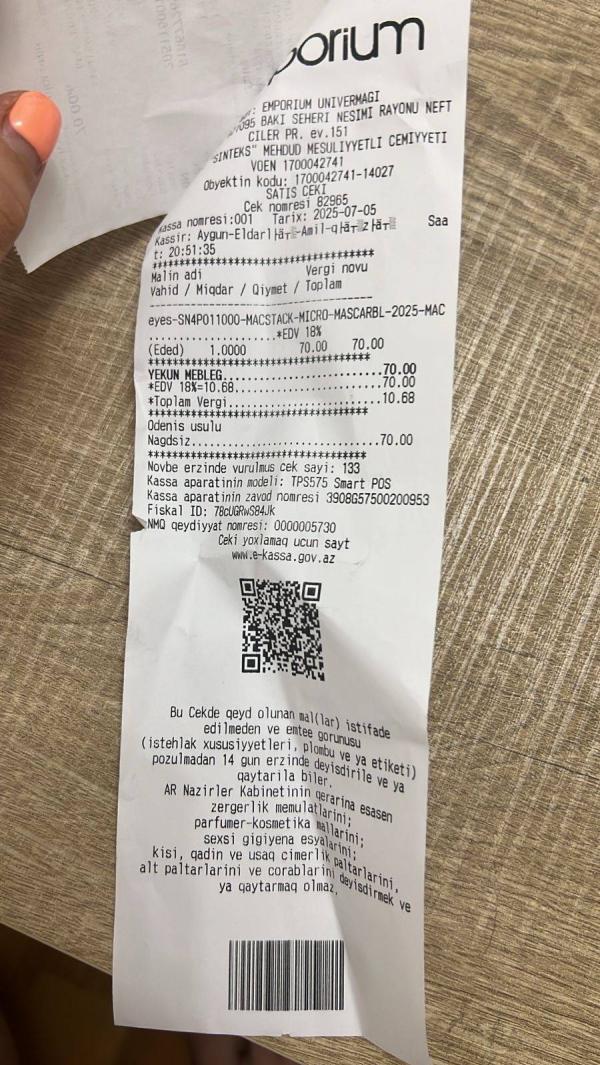 porium
EMPORIUM UNIVERMAGI
BAKI SEHERI NESIMI RAYONU NEFT
CILER PR. ev.151
SINTEKS" MEHDUD MESULIYYETLI CEMIYYETI
VOEN 1700042741
Obyektin kodu: 1700042741-14027
SATIS CEKI
Cek nomresi 82965
Kassa nomresi:001 Tarix: 2025-07-05
Kassir: Aygun-Eldar Saa
t: 20:51:35
*****************************************
Malin adi Vergi novu
Vahid / Miqdar / Qiymet / Toplam
-----------------------------------------
eyes-SN4P011000-MACSTACK-MICRO-MASCARBL-2025-MAC
.......................*EDV 18%
(Eded) 1.0000 70.00 70.00
*****************************************
YEKUN MEBLEG.......................70.00
*EDV 18%=10.68.....................70.00
*Toplam Vergi......................10.68
*****************************************
Odenis usulu
Nagdsiz............................70.00
*****************************************
Novbe erzinde vurulmus cek sayi: 133
Kassa aparatinin modeli: TPS575 Smart POS
Kassa aparatinin zavod nomresi 3908G57500200953
Fiskal ID: 78cUGRwS84Jk
NMQ qeydiyyat nomresi: 0000005730
Ceki yoxlamaq ucun sayt
www.e-kassa.gov.az
Bu Cekde qeyd olunan mal(lar) istifade
edilmeden ve emtee gorunusu
(istehlak xususiyyetleri, plombu ve ya etiketi)
pozulmadan 14 gun erzinde deyisdirile ve ya
qaytarila biler.
AR Nazirler Kabinetinin qerarina esasen
zergerlik memulatlarini;
parfumer-kosmetika mallarini;
sexsi gigiyena esyalarini;
kisi, qadin ve usaq cimerlik paltarlarini,
alt paltarlarini ve corablarini deyisdirmek ve
ya qaytarmaq olmaz.